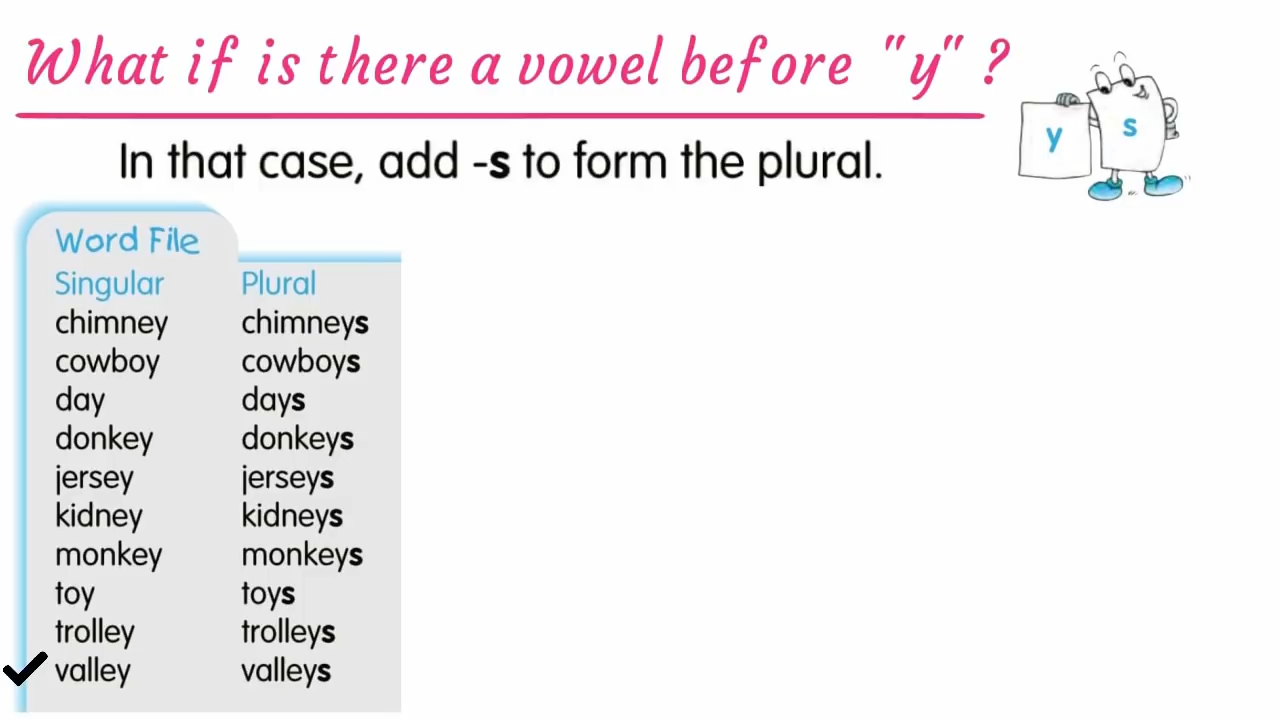 What if is there a vowel before "y" ?
y s
In that case, add -s to form the plural.
Word File
Singular Plural
chimney chimneys
cowboy cowboys
day days
donkey donkeys
jersey jerseys
kidney kidneys
monkey monkeys
toy toys
trolley trolleys
valley valleys